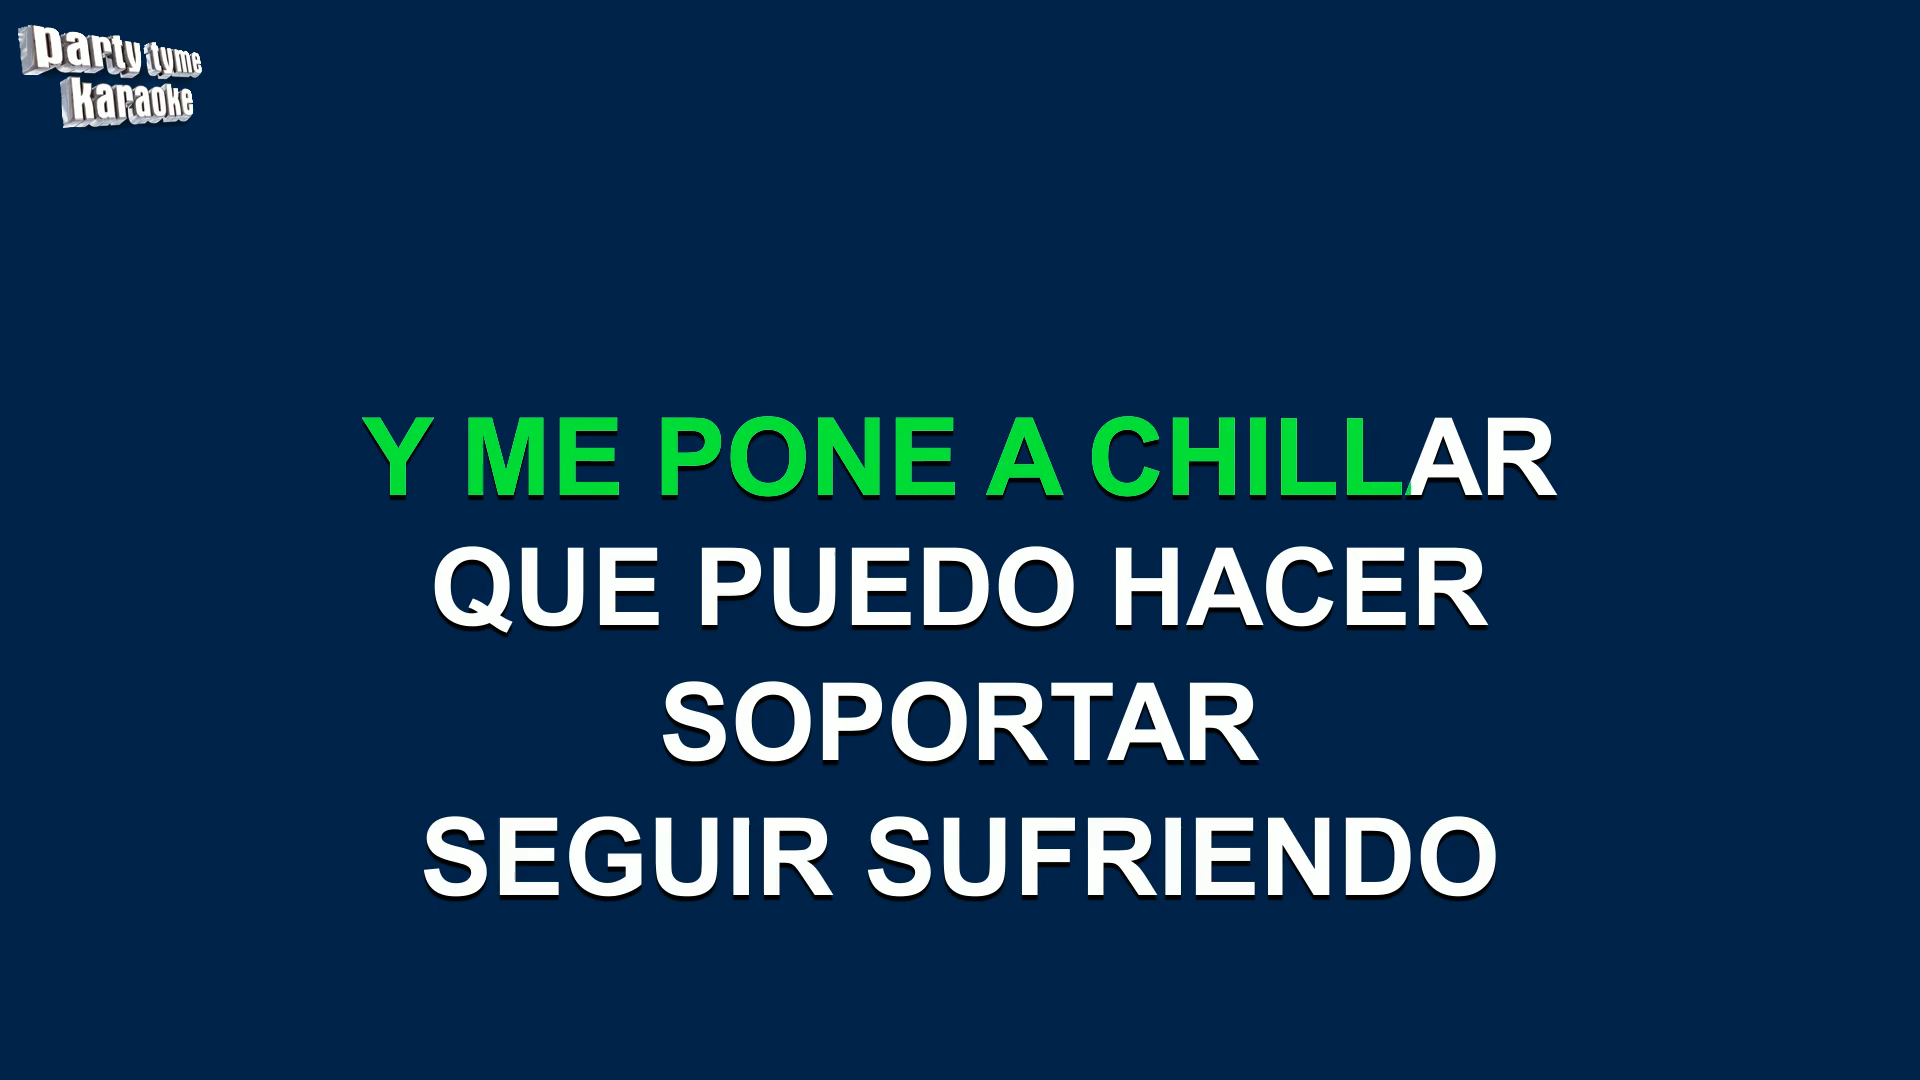 party tyme
karaoke
Y ME PONE A CHILLAR
QUE PUEDO HACER
SOPORTAR
SEGUIR SUFRIENDO